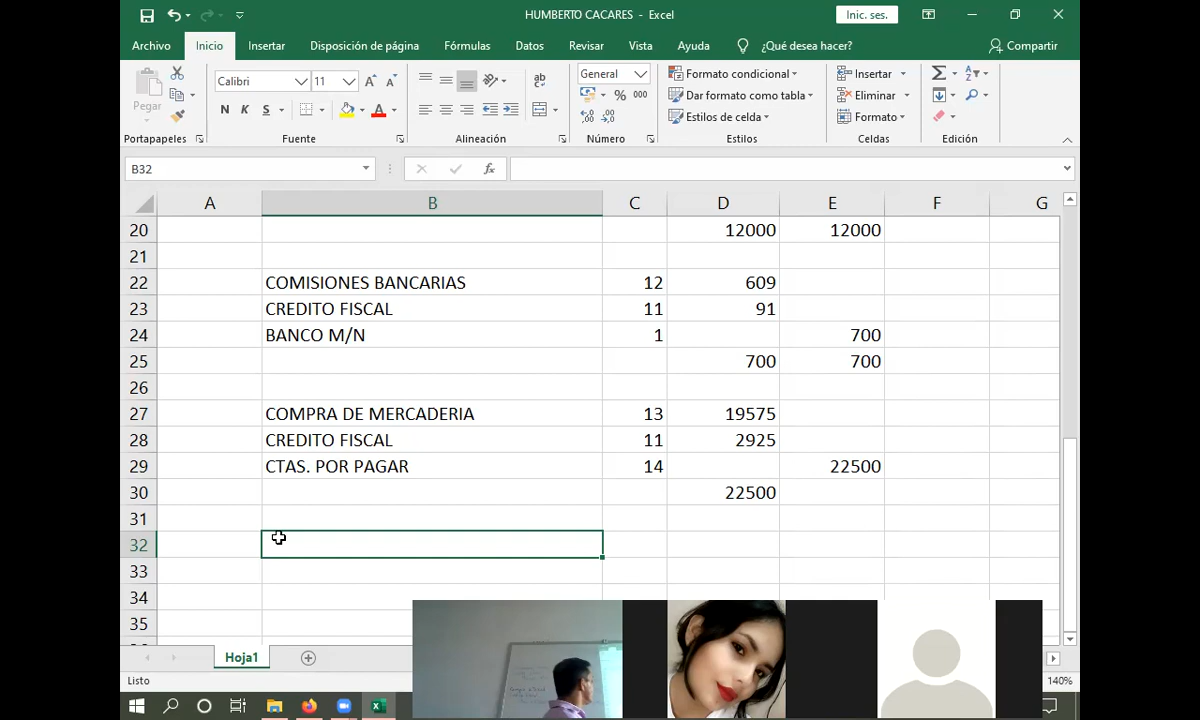 HUMBERTO CACARES - Excel
Inic. ses.
Archivo Inicio Insertar Disposición de página Fórmulas Datos Revisar Vista Ayuda ¿Qué desea hacer? Compartir
Pegar
Calibri 11
N K S
General
% 000
Formato condicional
Dar formato como tabla
Estilos de celda
Insertar
Eliminar
Formato
Portapapeles Fuente Alineación Número Estilos Celdas Edición
B32
fx
A B C D E F G
20 12000 12000
21
22 COMISIONES BANCARIAS 12 609
23 CREDITO FISCAL 11 91
24 BANCO M/N 1 700
25 700 700
26
27 COMPRA DE MERCADERIA 13 19575
28 CREDITO FISCAL 11 2925
29 CTAS. POR PAGAR 14 22500
30 22500
31
32
33
34
35
Hoja1
Listo 140%